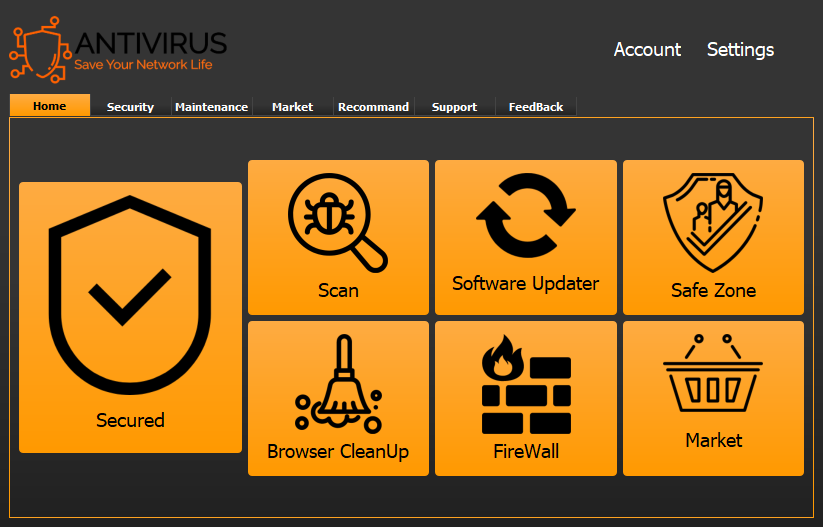 ANTIVIRUS
Save Your Network Life
Account Settings
Home Security Maintenance Market Recommand Support FeedBack
Secured
Scan
Software Updater
Safe Zone
Browser CleanUp
FireWall
Market